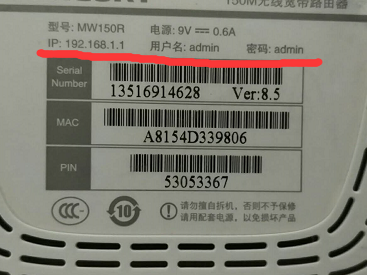 150M无线宽带路由器
型号: MW150R 电源: 9V ⎓ 0.6A
IP: 192.168.1.1 用户名: admin 密码: admin
Serial Number 13516914628 Ver:8.5
MAC A8154D339806
PIN 53053367
10
请勿擅自拆机，否则不予保修
请用配套电源，以免损坏产品